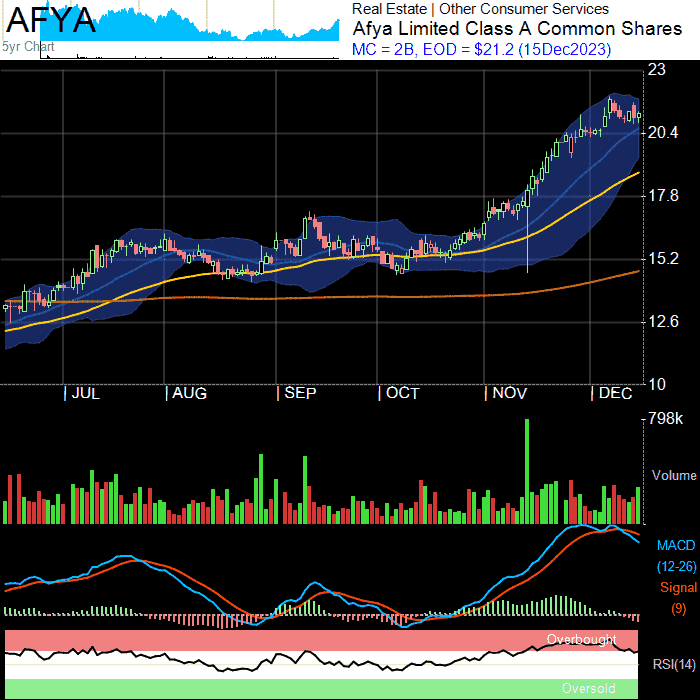 AFYA
5yr Chart
Real Estate | Other Consumer Services
Afya Limited Class A Common Shares
MC = 2B, EOD = $21.2 (15Dec2023)
23
20.4
17.8
15.2
12.6
10
JUL AUG SEP OCT NOV DEC
798k
Volume
MACD
(12-26)
Signal
(9)
Overbought
RSI(14)
Oversold